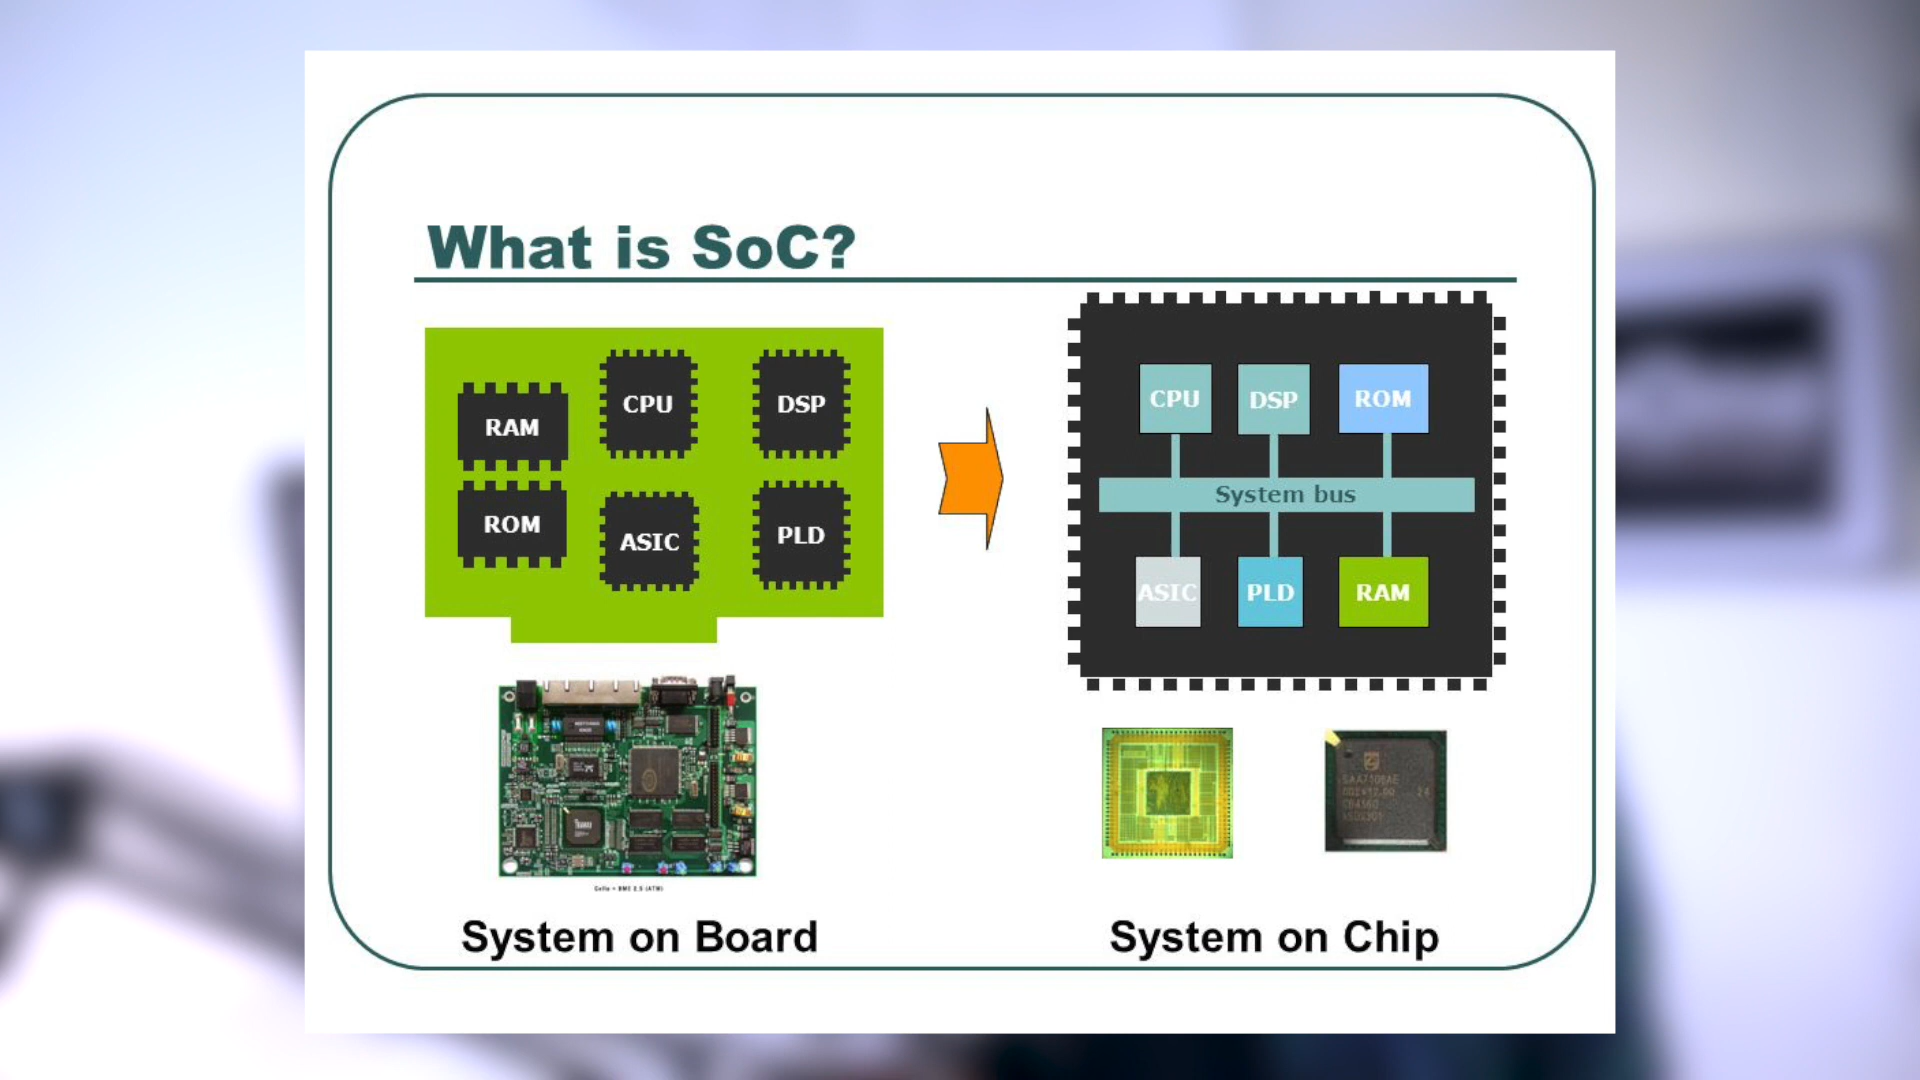 What is SoC?
RAM
CPU
DSP
ROM
ASIC
PLD
CPU
DSP
ROM
System bus
ASIC
PLD
RAM
System on Board
System on Chip